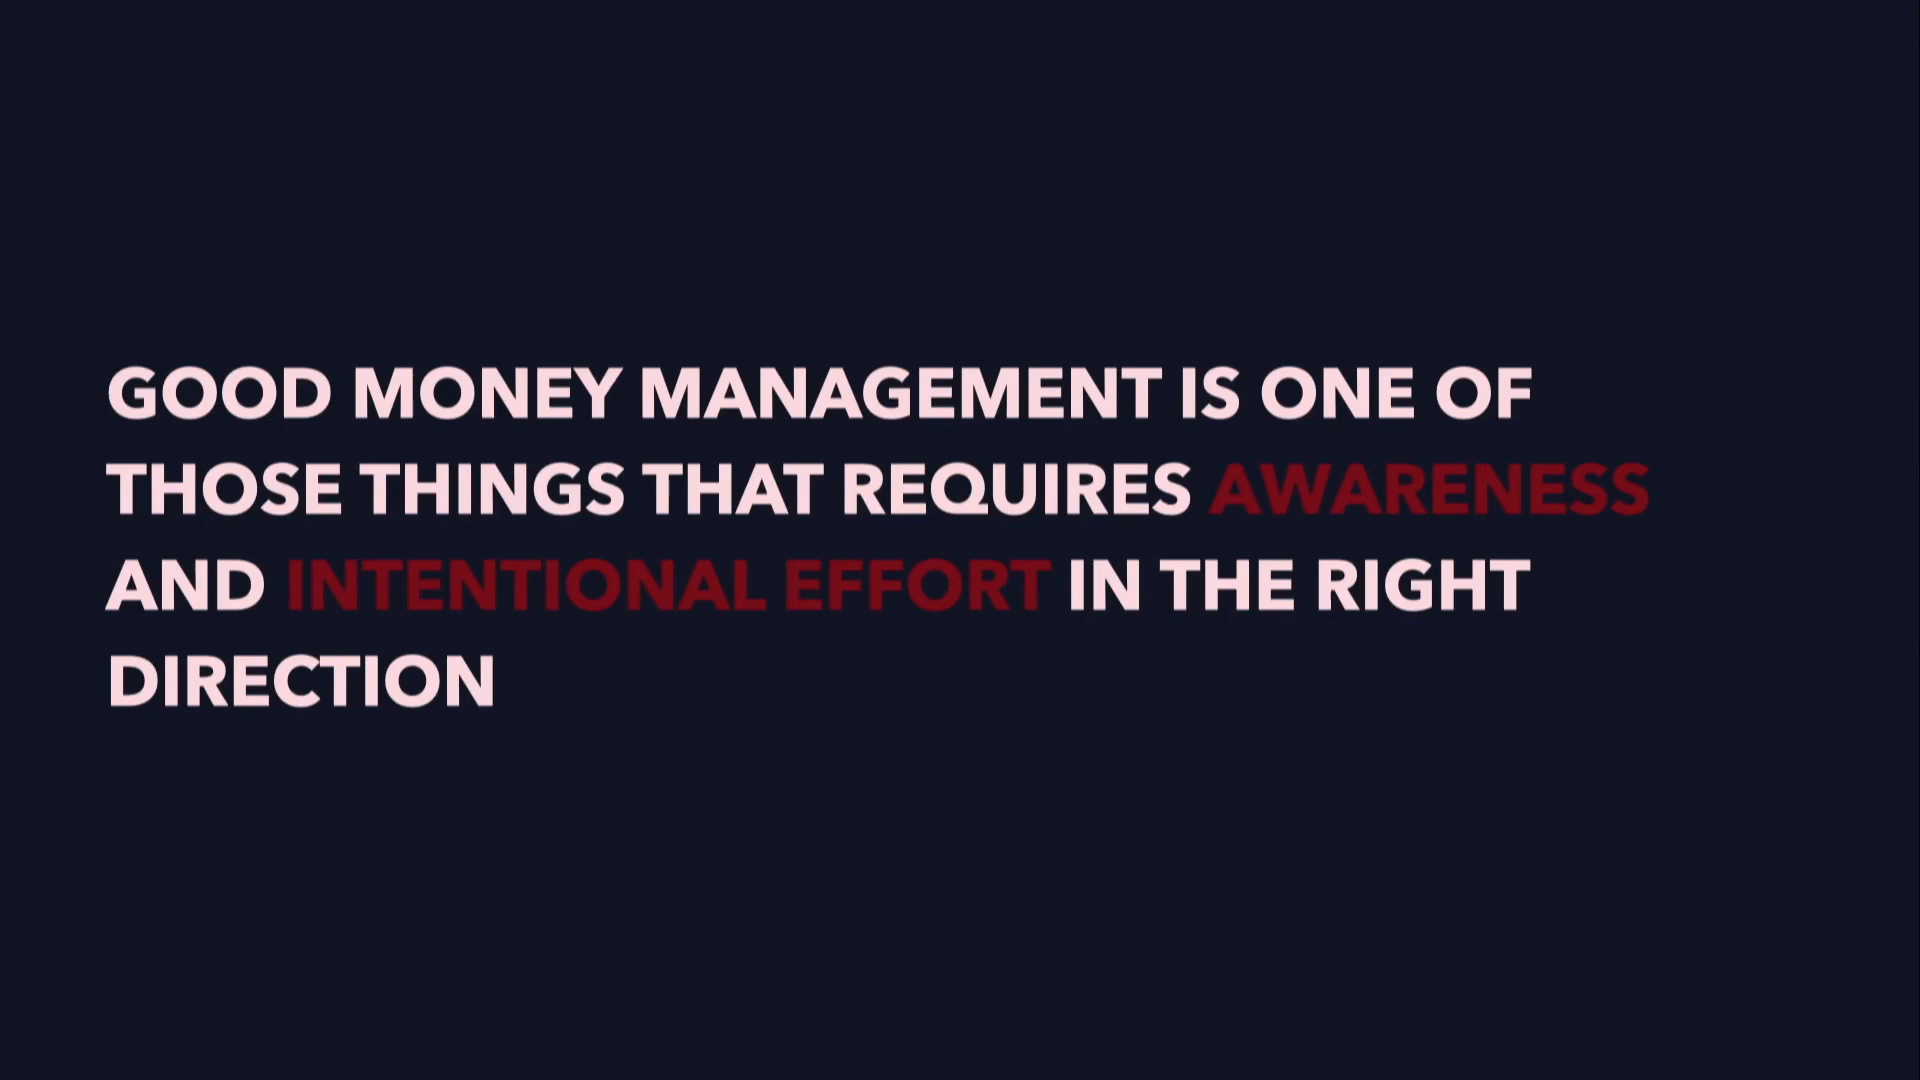 GOOD MONEY MANAGEMENT IS ONE OF
THOSE THINGS THAT REQUIRES AWARENESS
AND INTENTIONAL EFFORT IN THE RIGHT
DIRECTION